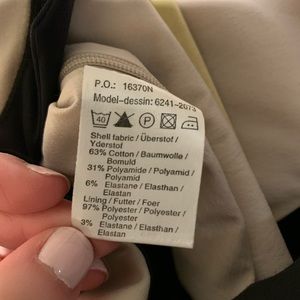 P.O.: 16370N
Model-dessin: 6241-2673
40
Shell fabric / Überstof /
Yderstof
63% Cotton / Baumwolle /
Bomuld
31% Polyamide / Polyamid /
Polyamid
6% Elastane / Elasthan /
Elastan
Lining / Futter / Foer
97% Polyester / Polyester /
Polyester
3% Elastane / Elasthan /
Elastan